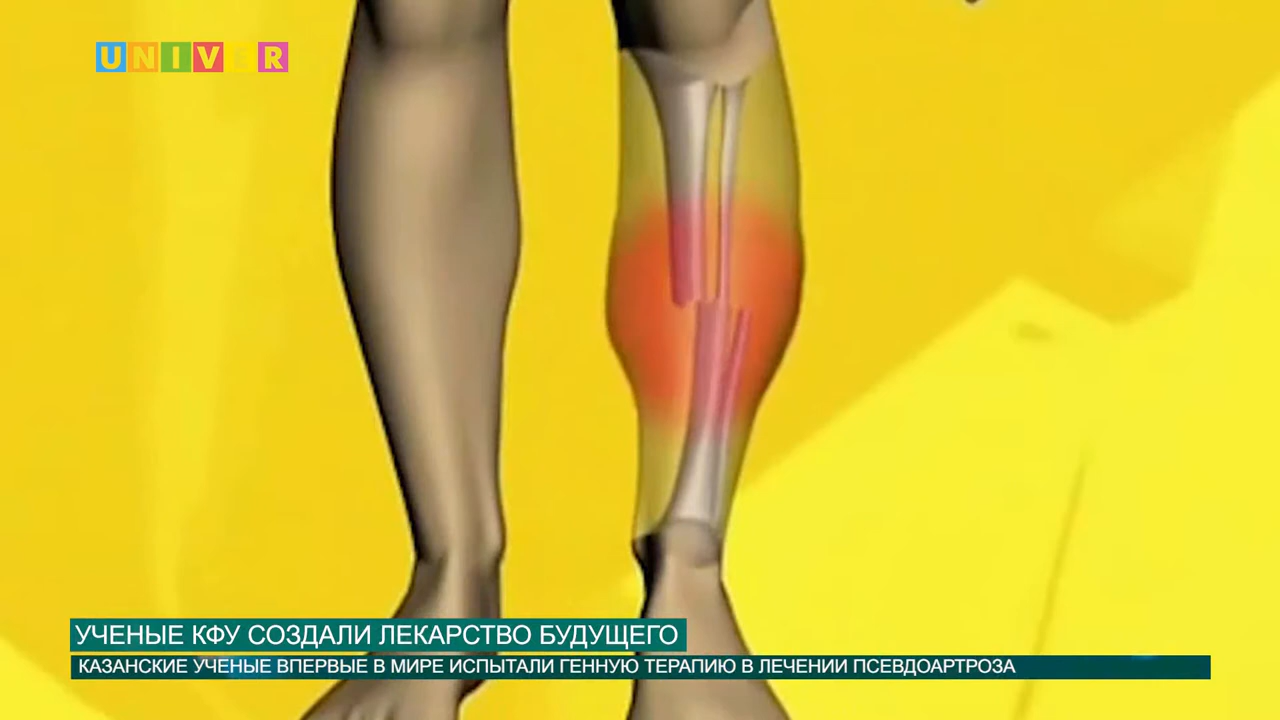 UNIVER
УЧЕНЫЕ КФУ СОЗДАЛИ ЛЕКАРСТВО БУДУЩЕГО
КАЗАНСКИЕ УЧЕНЫЕ ВПЕРВЫЕ В МИРЕ ИСПЫТАЛИ ГЕННУЮ ТЕРАПИЮ В ЛЕЧЕНИИ ПСЕВДОАРТРОЗА